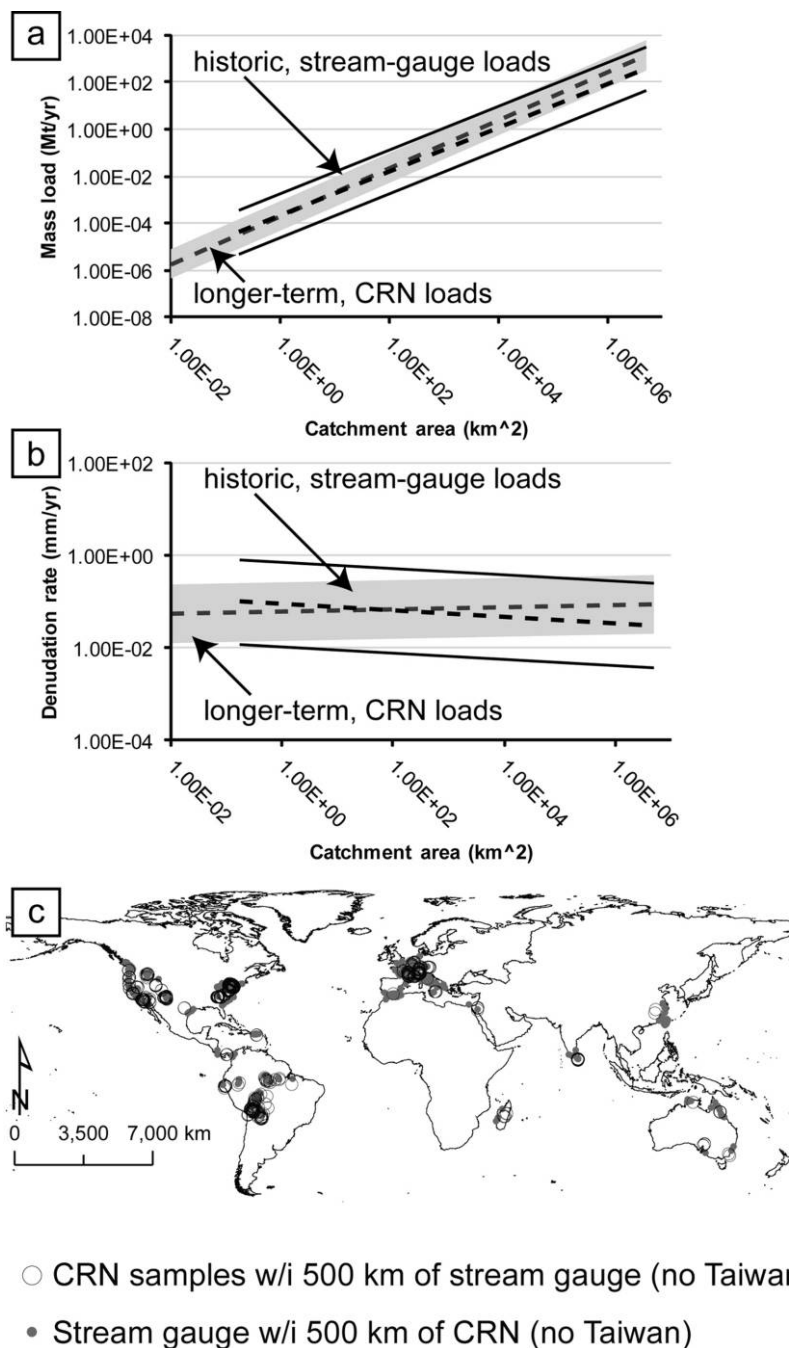 a
1.00E+04
1.00E+02
1.00E+00
1.00E-02
1.00E-04
1.00E-06
1.00E-08
Mass load (Mt/yr)
historic, stream-gauge loads
longer-term, CRN loads
1.00E-02
1.00E+00
1.00E+02
1.00E+04
1.00E+06
Catchment area (km^2)
b
1.00E+02
1.00E+00
1.00E-02
1.00E-04
Denudation rate (mm/yr)
historic, stream-gauge loads
longer-term, CRN loads
1.00E-02
1.00E+00
1.00E+02
1.00E+04
1.00E+06
Catchment area (km^2)
c
N
0 3,500 7,000 km
CRN samples w/i 500 km of stream gauge (no Taiwan
Stream gauge w/i 500 km of CRN (no Taiwan)